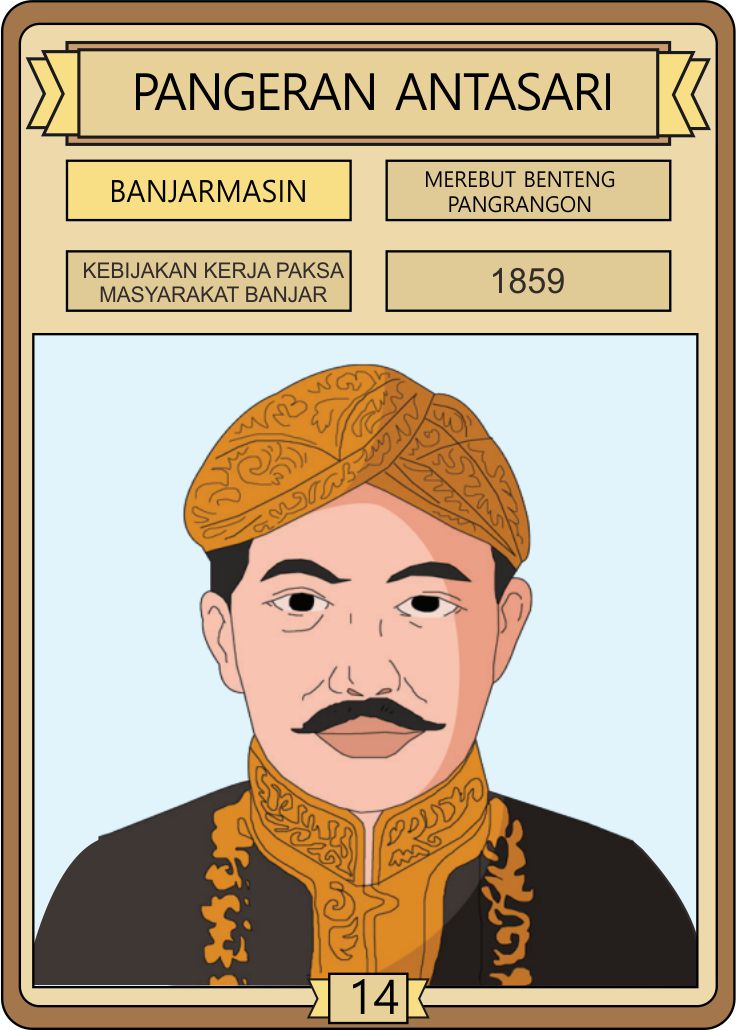 PANGERAN ANTASARI
BANJARMASIN
MEREBUT BENTENG
PANGRANGON
KEBIJAKAN KERJA PAKSA
MASYARAKAT BANJAR
1859
14